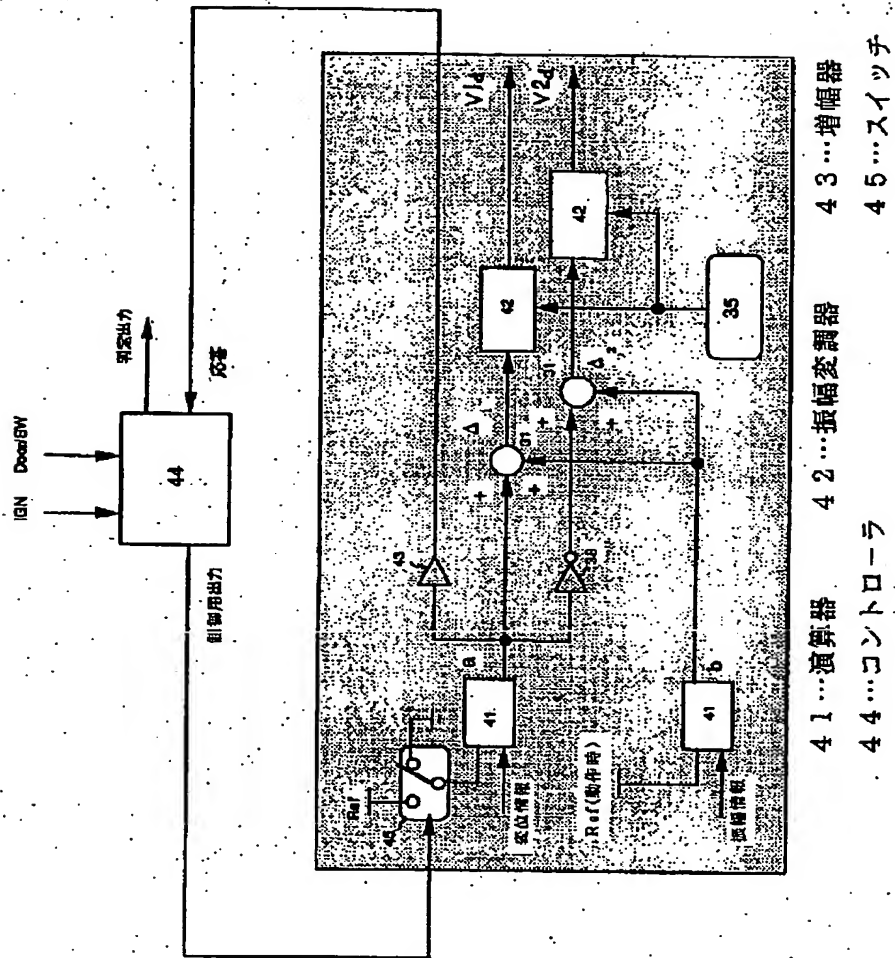 IGN Door/SW
44
判定出力
応答
制御用出力
43
45
Ref
a
41
変位情報
Ref(動作時)
b
41
振幅情報
38
31
31
+
+
+
+
Δ
Δ 2
42
42
35
V1d
V2d
41…演算器 42…振幅変調器 43…増幅器
44…コントローラ 45…スイッチ